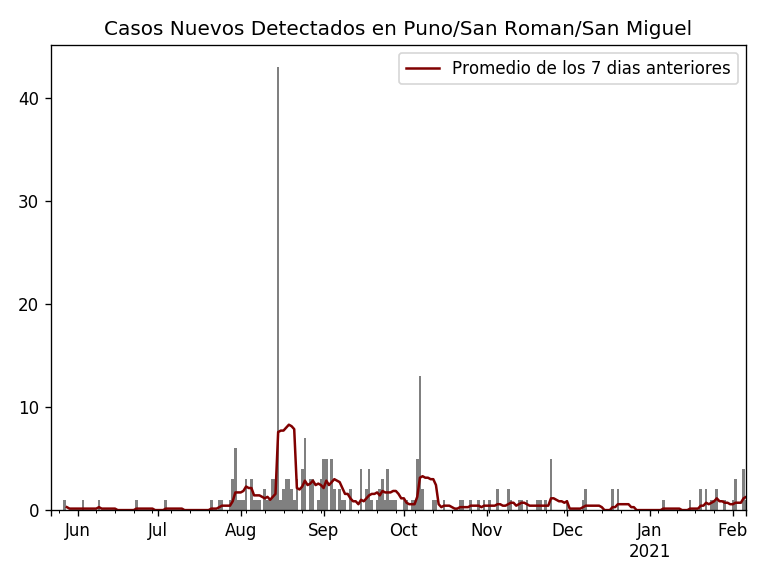 Casos Nuevos Detectados en Puno/San Roman/San Miguel
Promedio de los 7 dias anteriores
40
30
20
10
0
Jun Jul Aug Sep Oct Nov Dec Jan Feb
2021